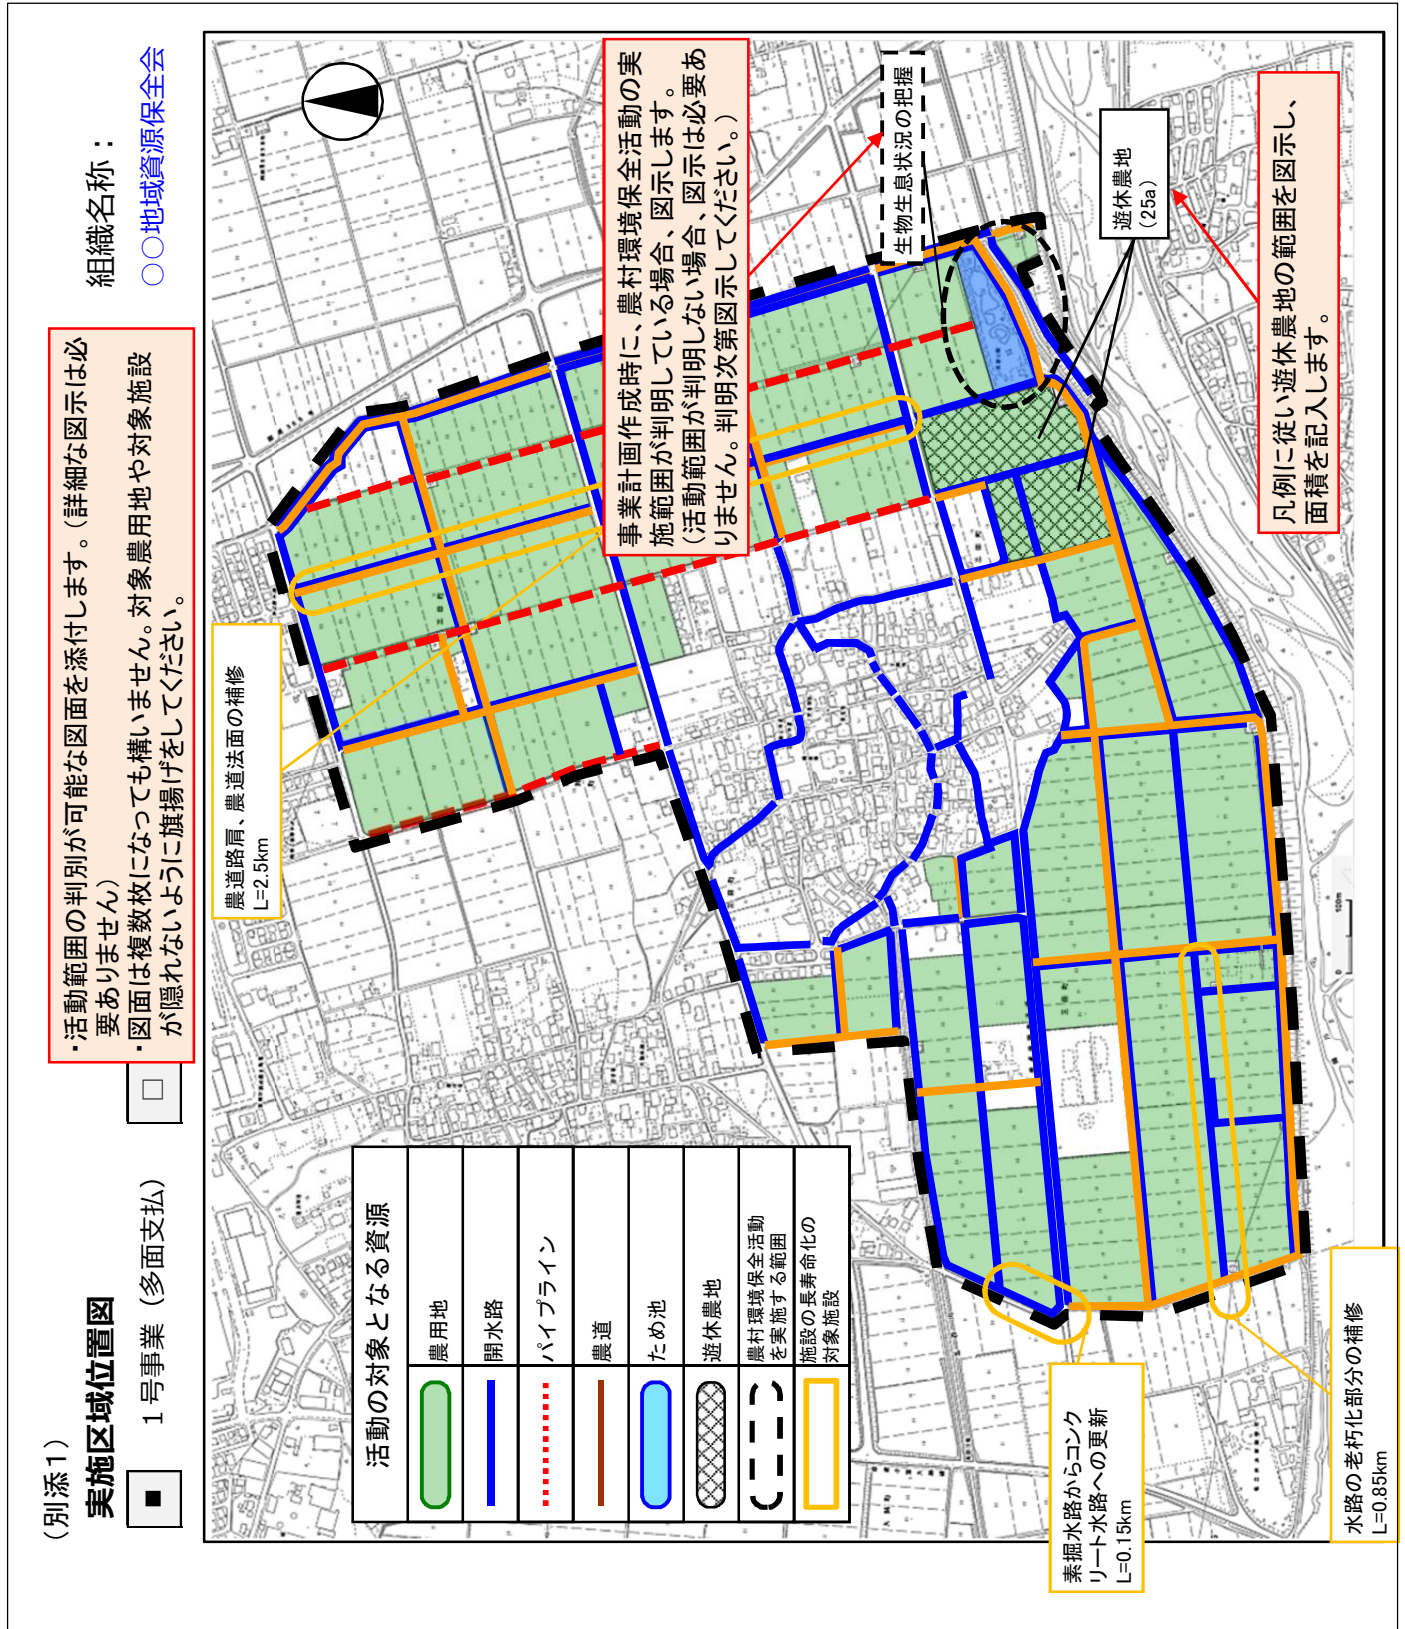 （別添１）
実施区域位置図
■
１号事業（多面支払）
□
組織名称：
○○地域資源保全会
・活動範囲の判別が可能な図面を添付します。（詳細な図示は必
要ありません）
・図面は複数枚になっても構いません。対象農用地や対象施設
が隠れないように旗揚げをしてください。
農道路肩、農道法面の補修
L=2.5km
事業計画作成時に、農村環境保全活動の実
施範囲が判明している場合、図示します。
（活動範囲が判明しない場合、図示は必要あ
りません。判明次第図示してください。）
生物生息状況の把握
遊休農地
（25a）
凡例に従い遊休農地の範囲を図示し、
面積を記入します。
活動の対象となる資源
農用地
開水路
パイプライン
農道
ため池
遊休農地
農村環境保全活動
を実施する範囲
施設の長寿命化の
対象施設
素掘水路からコンク
リート水路への更新
L=0.15km
水路の老朽化部分の補修
L=0.85km
0 100m